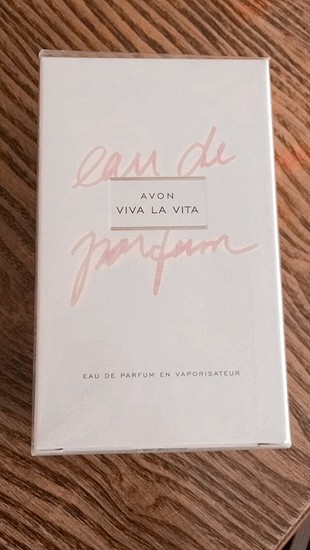 eau de
AVON
VIVA LA VITA
parfum
EAU DE PARFUM EN VAPORISATEUR